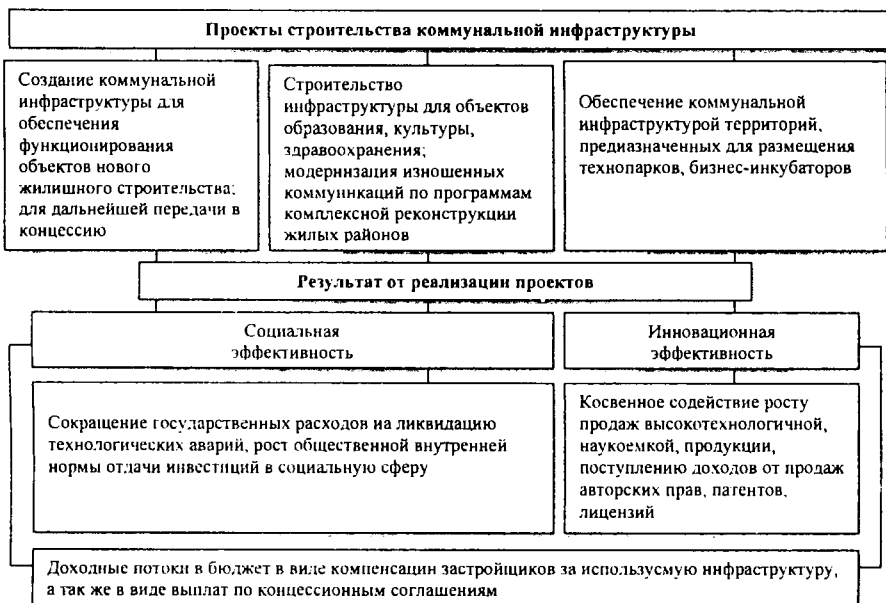 Проекты строительства коммунальной инфраструктуры
Создание коммунальной
инфраструктуры для
обеспечения
функционирования
объектов нового
жилишного строительства;
для дальнейшей передачи в
концессию
Строительство
инфраструктуры для объектов
образования, культуры,
здравоохранения;
модернизация изношенных
коммуникаций по программам
комплексной реконструкции
жилых районов
Обеспечение коммунальной
инфраструктурой территорий,
предназначенных для размещения
технопарков, бизнес-инкубаторов
Результат от реализации проектов
Социальная
эффективность
Инновационная
эффективность
Сокращение государственных расходов на ликвидацию
технологических аварий, рост общественной внутренней
нормы отдачи инвестиций в социальную сферу
Косвенное содействие росту
продаж высокотехнологичной,
наукоемкой, продукции,
поступлению доходов от продаж
авторских прав, патентов,
лицензий
Доходные потоки в бюджет в виде компенсации застройщиков за используемую инфраструктуру,
а так же в виде выплат по концессионным соглашениям